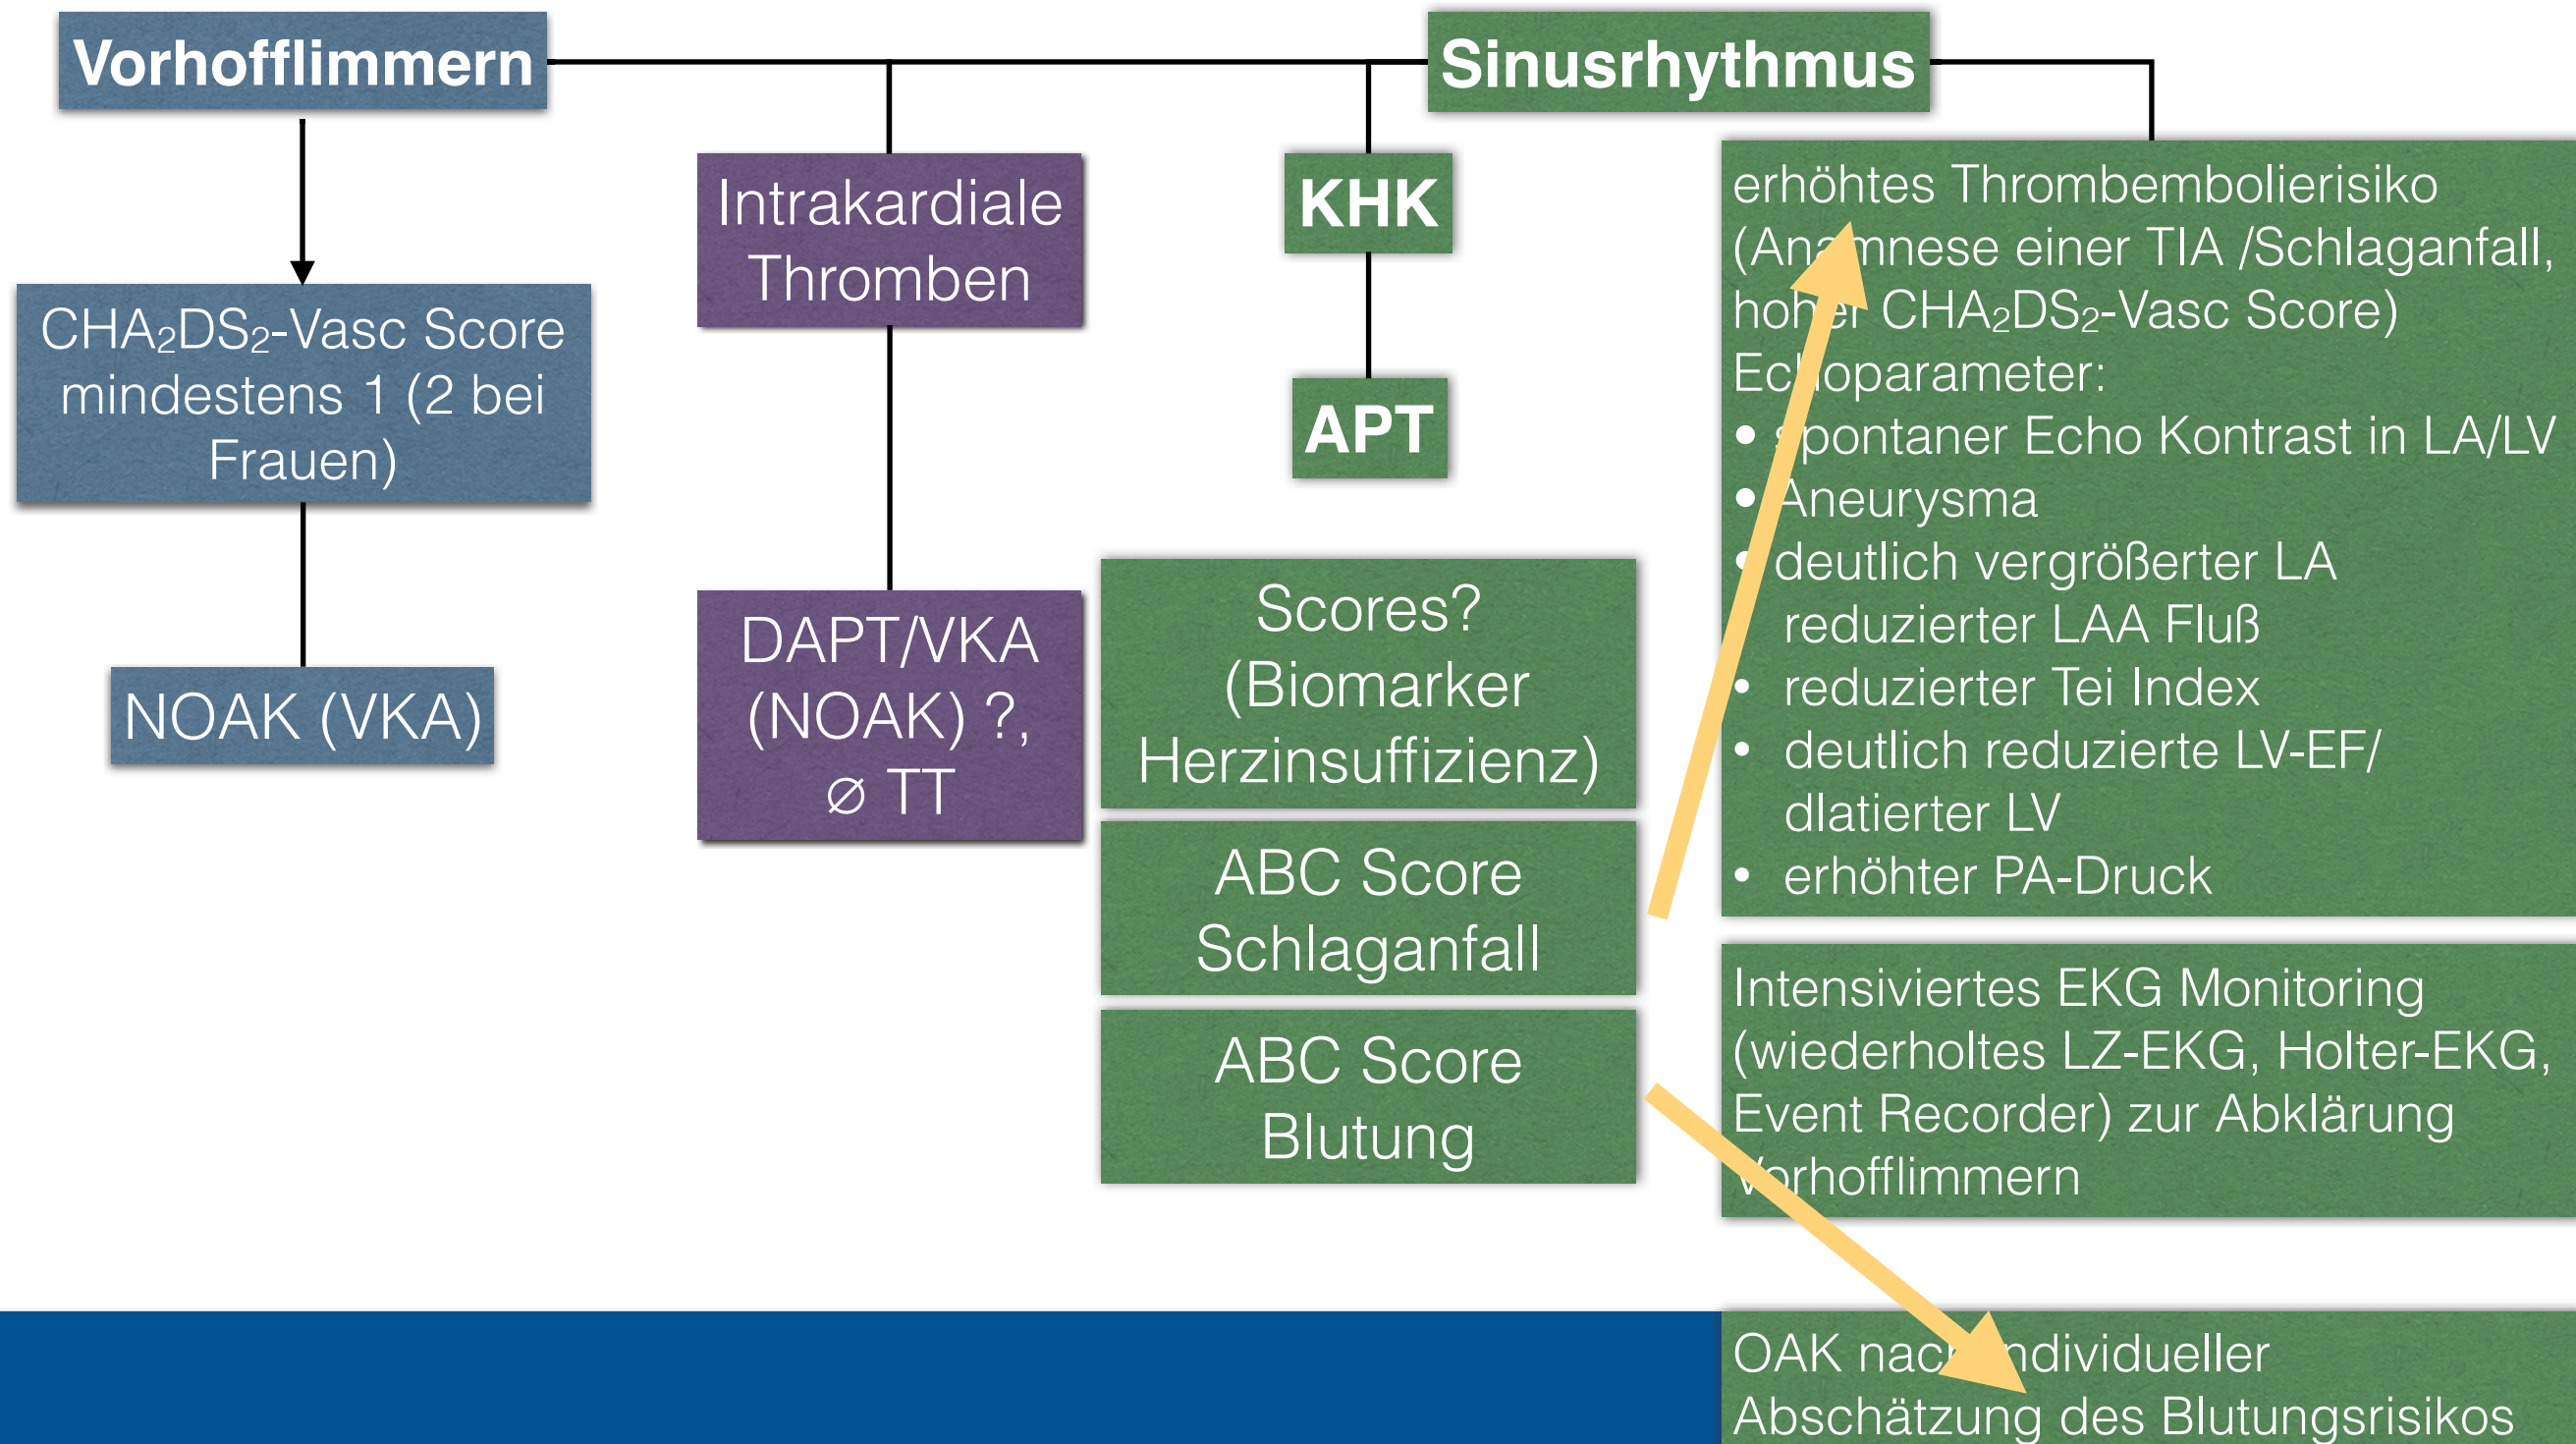 Vorhofflimmern
Sinusrhythmus
CHA₂DS₂-Vasc Score
mindestens 1 (2 bei
Frauen)
NOAK (VKA)
Intrakardiale
Thromben
DAPT/VKA
(NOAK) ?,
∅ TT
KHK
APT
Scores?
(Biomarker
Herzinsuffizienz)
ABC Score
Schlaganfall
ABC Score
Blutung
erhöhtes Thrombembolierisiko
(Anamnese einer TIA /Schlaganfall,
hoher CHA₂DS₂-Vasc Score)
Echoparameter:
• spontaner Echo Kontrast in LA/LV
• Aneurysma
• deutlich vergrößerter LA
reduzierter LAA Fluß
• reduzierter Tei Index
• deutlich reduzierte LV-EF/
dlatierter LV
• erhöhter PA-Druck
Intensiviertes EKG Monitoring
(wiederholtes LZ-EKG, Holter-EKG,
Event Recorder) zur Abklärung
Vorhofflimmern
OAK nach individueller
Abschätzung des Blutungsrisikos